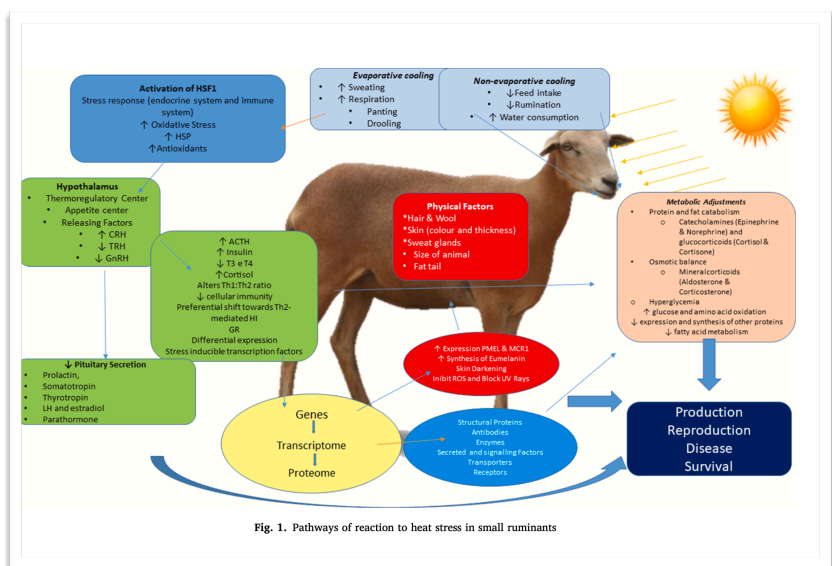 Activation of HSF1
Stress response (endocrine system and immune
system)
↑ Oxidative Stress
↑ HSP
↑Antioxidants
Evaporative cooling
• ↑ Sweating
• ↑ Respiration
• Panting
• Drooling
Non-evaporative cooling
• ↓Feed intake
• ↓Rumination
• ↑ Water consumption
Hypothalamus
• Thermoregulatory Center
• Appetite center
• Releasing Factors
• ↑ CRH
• ↓ TRH
• ↓ GnRH
↑ ACTH
↑ Insulin
↓ T3 e T4
↑Cortisol
Alters Th1:Th2 ratio
↓ cellular immunity
Preferential shift towards Th2-
mediated HI
GR
Differential expression
Stress inducible transcription factors
Physical Factors
*Hair & Wool
*Skin (colour and thickness)
*Sweat glands
• Size of animal
• Fat tail
Metabolic Adjustments
• Protein and fat catabolism
o Catecholamines (Epinephrine
& Norephrine) and
glucocorticoids (Cortisol &
Cortisone)
• Osmotic balance
o Mineralcorticoids
(Aldosterone &
Corticosterone)
o Hyperglycemia
↑ glucose and amino acid oxidation
↓ expression and synthesis of other proteins
↓ fatty acid metabolism
↑ Expression PMEL & MCR1
↑ Synthesis of Eumelanin
Skin Darkening
Inibit ROS and Block UV Rays
↓ Pituitary Secretion
• Prolactin,
• Somatotropin
• Thyrotropin
• LH and estradiol
• Parathormone
Genes
Transcriptome
Proteome
Structural Proteins
Antibodies
Enzymes
Secreted and signalling Factors
Transporters
Receptors
Production
Reproduction
Disease
Survival
Fig. 1. Pathways of reaction to heat stress in small ruminants